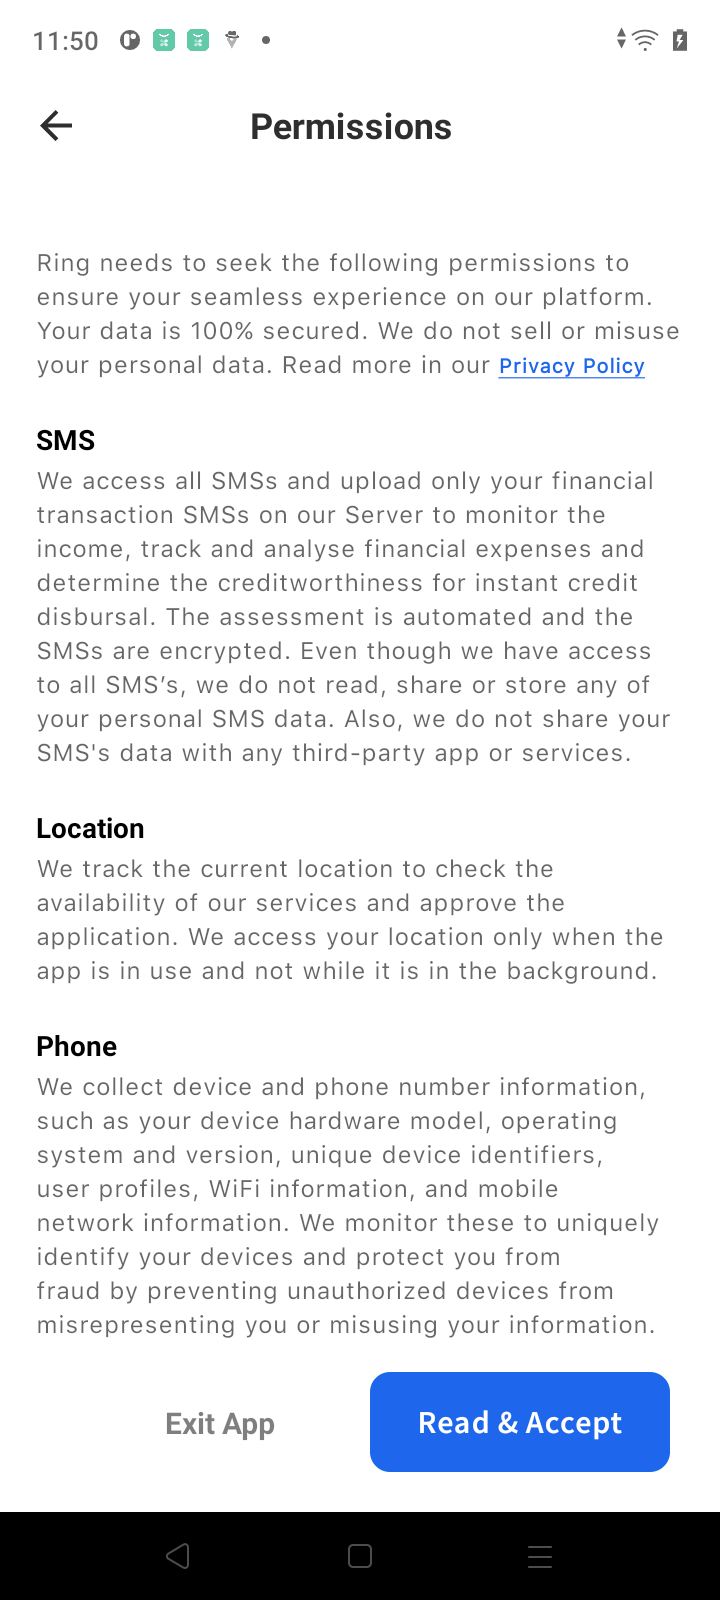 11:50
Permissions
Ring needs to seek the following permissions to
ensure your seamless experience on our platform.
Your data is 100% secured. We do not sell or misuse
your personal data. Read more in our Privacy Policy
SMS
We access all SMSs and upload only your financial
transaction SMSs on our Server to monitor the
income, track and analyse financial expenses and
determine the creditworthiness for instant credit
disbursal. The assessment is automated and the
SMSs are encrypted. Even though we have access
to all SMS’s, we do not read, share or store any of
your personal SMS data. Also, we do not share your
SMS's data with any third-party app or services.
Location
We track the current location to check the
availability of our services and approve the
application. We access your location only when the
app is in use and not while it is in the background.
Phone
We collect device and phone number information,
such as your device hardware model, operating
system and version, unique device identifiers,
user profiles, WiFi information, and mobile
network information. We monitor these to uniquely
identify your devices and protect you from
fraud by preventing unauthorized devices from
misrepresenting you or misusing your information.
Exit App
Read & Accept